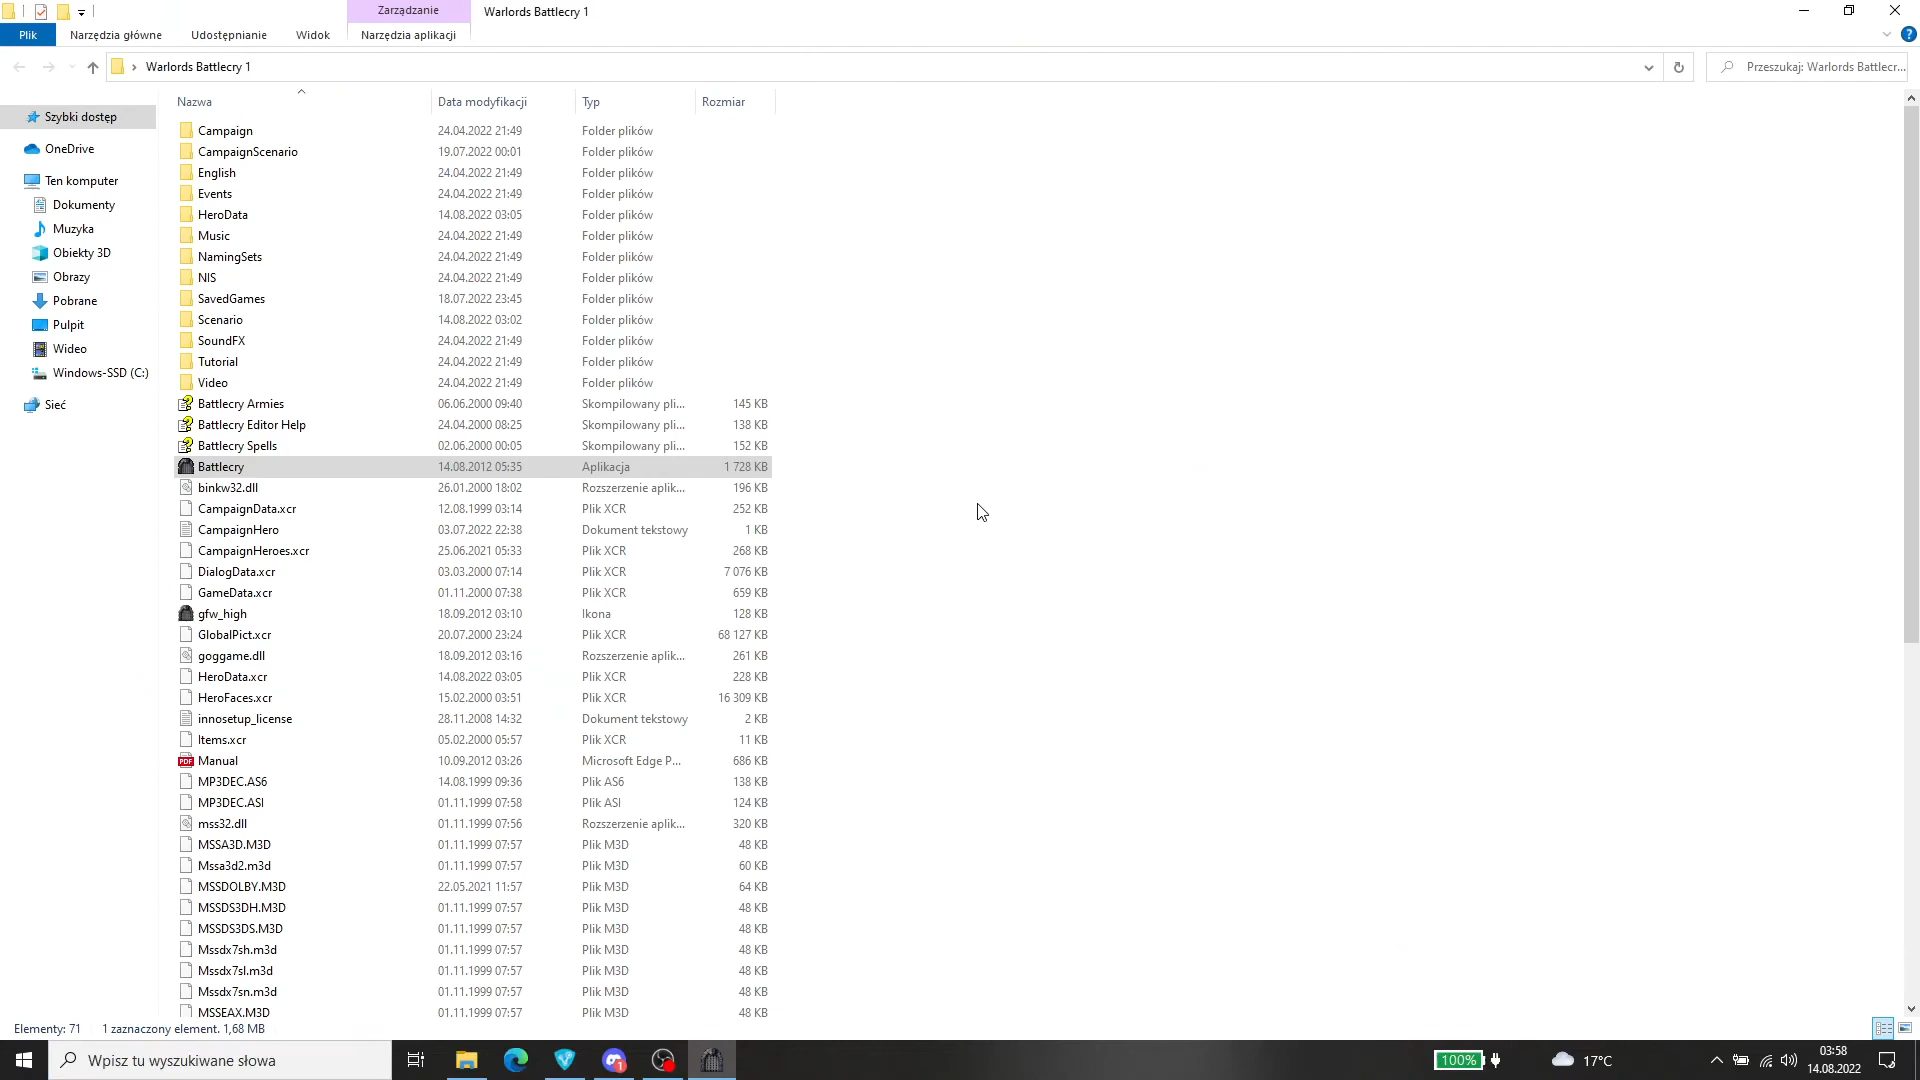 Zarządzanie
Warlords Battlecry 1
Plik
Narzędzia główne
Udostępnianie
Widok
Narzędzia aplikacji
Warlords Battlecry 1
Przeszukaj: Warlords Battlecr...
Nazwa
Data modyfikacji
Typ
Rozmiar
Szybki dostęp
OneDrive
Ten komputer
Dokumenty
Muzyka
Obiekty 3D
Obrazy
Pobrane
Pulpit
Wideo
Windows-SSD (C:)
Sieć
Campaign 24.04.2022 21:49 Folder plików
CampaignScenario 19.07.2022 00:01 Folder plików
English 24.04.2022 21:49 Folder plików
Events 24.04.2022 21:49 Folder plików
HeroData 14.08.2022 03:05 Folder plików
Music 24.04.2022 21:49 Folder plików
NamingSets 24.04.2022 21:49 Folder plików
NIS 24.04.2022 21:49 Folder plików
SavedGames 18.07.2022 23:45 Folder plików
Scenario 14.08.2022 03:02 Folder plików
SoundFX 24.04.2022 21:49 Folder plików
Tutorial 24.04.2022 21:49 Folder plików
Video 24.04.2022 21:49 Folder plików
Battlecry Armies 06.06.2000 09:40 Skompilowany pli... 145 KB
Battlecry Editor Help 24.04.2000 08:25 Skompilowany pli... 138 KB
Battlecry Spells 02.06.2000 00:05 Skompilowany pli... 152 KB
Battlecry 14.08.2012 05:35 Aplikacja 1 728 KB
binkw32.dll 26.01.2000 18:02 Rozszerzenie aplik... 196 KB
CampaignData.xcr 12.08.1999 03:14 Plik XCR 252 KB
CampaignHero 03.07.2022 22:38 Dokument tekstowy 1 KB
CampaignHeroes.xcr 25.06.2021 05:33 Plik XCR 268 KB
DialogData.xcr 03.03.2000 07:14 Plik XCR 7 076 KB
GameData.xcr 01.11.2000 07:38 Plik XCR 659 KB
gfw_high 18.09.2012 03:10 Ikona 128 KB
GlobalPict.xcr 20.07.2000 23:24 Plik XCR 68 127 KB
goggame.dll 18.09.2012 03:16 Rozszerzenie aplik... 261 KB
HeroData.xcr 14.08.2022 03:05 Plik XCR 228 KB
HeroFaces.xcr 15.02.2000 03:51 Plik XCR 16 309 KB
innosetup_license 28.11.2008 14:32 Dokument tekstowy 2 KB
Items.xcr 05.02.2000 05:57 Plik XCR 11 KB
Manual 10.09.2012 03:26 Microsoft Edge P... 686 KB
MP3DEC.AS6 14.08.1999 09:36 Plik AS6 138 KB
MP3DEC.ASI 01.11.1999 07:58 Plik ASI 124 KB
mss32.dll 01.11.1999 07:56 Rozszerzenie aplik... 320 KB
MSSA3D.M3D 01.11.1999 07:57 Plik M3D 48 KB
Mssa3d2.m3d 01.11.1999 07:57 Plik M3D 60 KB
MSSDOLBY.M3D 22.05.2021 11:57 Plik M3D 64 KB
MSSDS3DH.M3D 01.11.1999 07:57 Plik M3D 48 KB
MSSDS3DS.M3D 01.11.1999 07:57 Plik M3D 48 KB
Mssdx7sh.m3d 01.11.1999 07:57 Plik M3D 48 KB
Mssdx7sl.m3d 01.11.1999 07:57 Plik M3D 48 KB
Mssdx7sn.m3d 01.11.1999 07:57 Plik M3D 48 KB
MSSEAX.M3D 01.11.1999 07:57 Plik M3D 48 KB
Elementy: 71 1 zaznaczony element. 1,68 MB
Wpisz tu wyszukiwane słowa
1
100%
17°C
03:58
14.08.2022